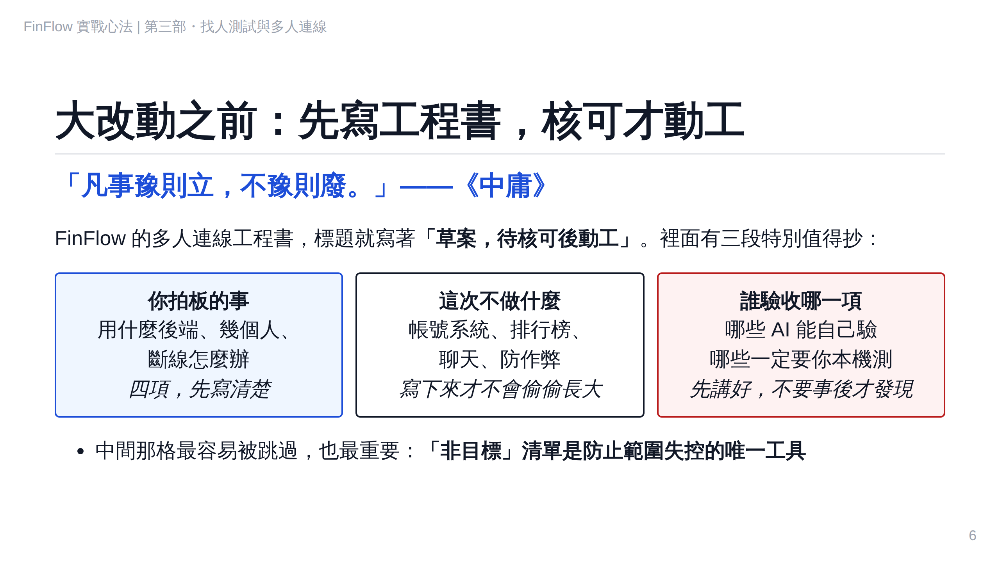 FinFlow 實戰心法 | 第三部・找人測試與多人連線
大改動之前：先寫工程書，核可才動工
「凡事豫則立，不豫則廢。」——《中庸》
FinFlow 的多人連線工程書，標題就寫著「草案，待核可後動工」。裡面有三段特別值得抄：
你拍板的事
用什麼後端、幾個人、
斷線怎麼辦
四項，先寫清楚
這次不做什麼
帳號系統、排行榜、
聊天、防作弊
寫下來才不會偷偷長大
誰驗收哪一項
哪些 AI 能自己驗
哪些一定要你本機測
先講好，不要事後才發現
• 中間那格最容易被跳過，也最重要：「非目標」清單是防止範圍失控的唯一工具
6